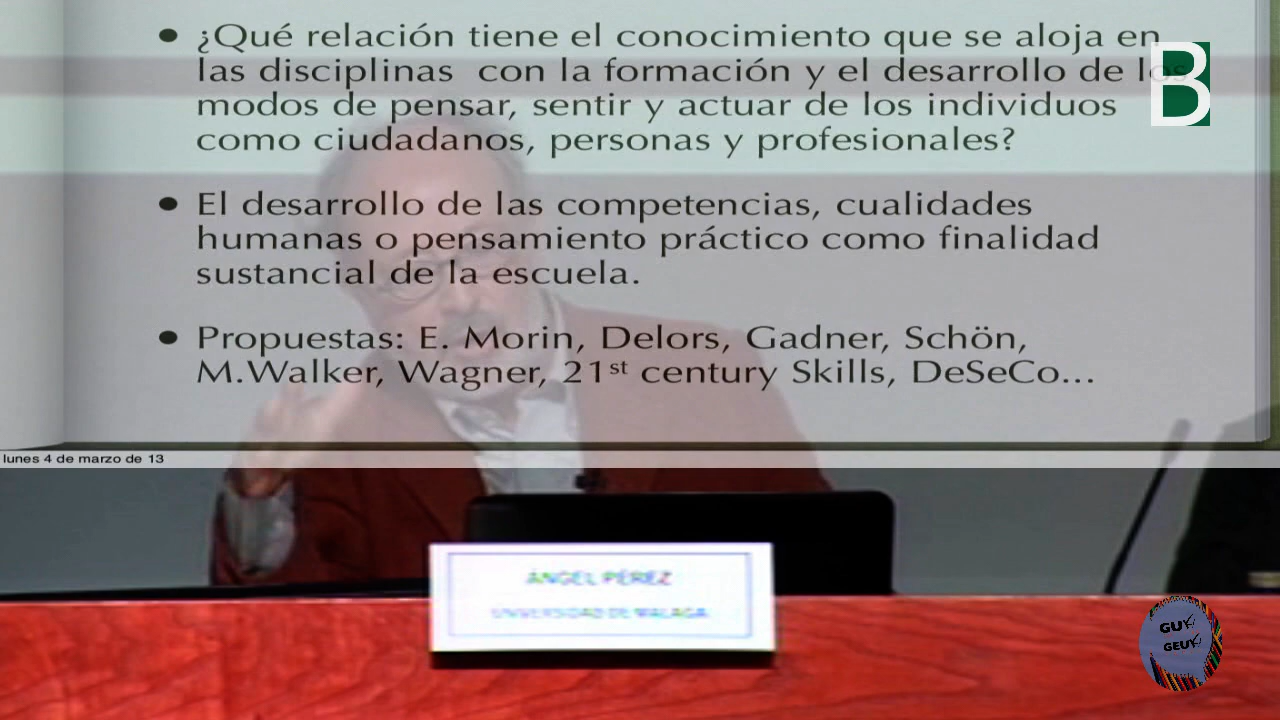 ¿Qué relación tiene el conocimiento que se aloja en
las disciplinas con la formación y el desarrollo de los
modos de pensar, sentir y actuar de los individuos
como ciudadanos, personas y profesionales?
El desarrollo de las competencias, cualidades
humanas o pensamiento práctico como finalidad
sustancial de la escuela.
Propuestas: E. Morin, Delors, Gadner, Schön,
M.Walker, Wagner, 21st century Skills, DeSeCo...
lunes 4 de marzo de 13
B
ÁNGEL PÉREZ
UNIVERSIDAD DE MALAGA
GUY
GEUY